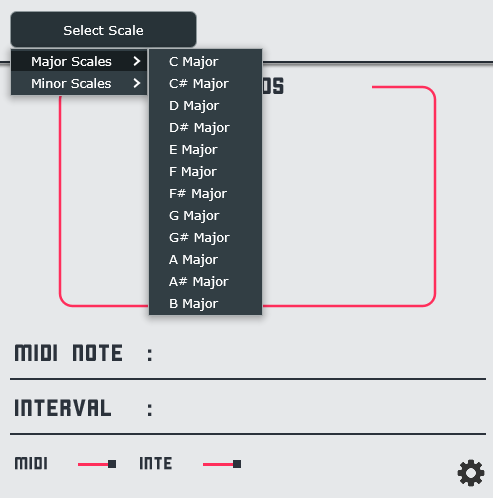 Select Scale
Major Scales
Minor Scales
C Major
C# Major
D Major
D# Major
E Major
F Major
F# Major
G Major
G# Major
A Major
A# Major
B Major
MIDI NOTE :
INTERVAL :
MIDI INTE